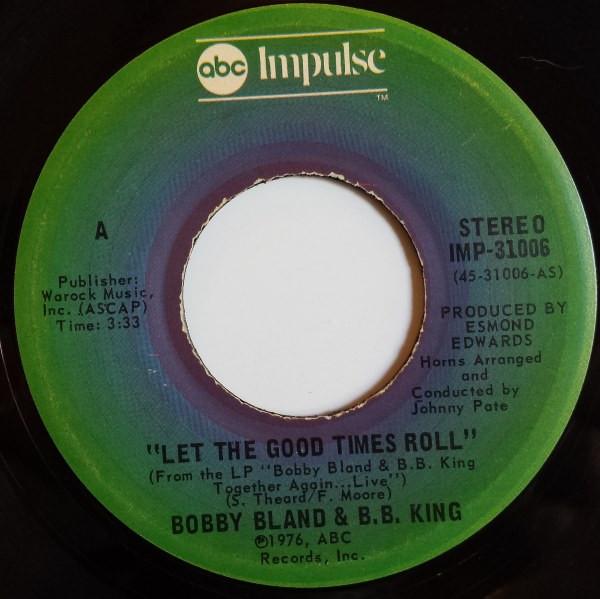 abc Impulse
TM
A
Publisher:
Warock Music,
Inc. (ASCAP)
Time: 3:33
STEREO
IMP-31006
(45-31006-AS)
PRODUCED BY
ESMOND
EDWARDS
Horns Arranged
and
Conducted by
Johnny Pate
"LET THE GOOD TIMES ROLL"
(From the LP "Bobby Bland & B.B. King
Together Again...Live")
(S. Theard/F. Moore)
BOBBY BLAND & B.B. KING
℗1976, ABC
Records, Inc.